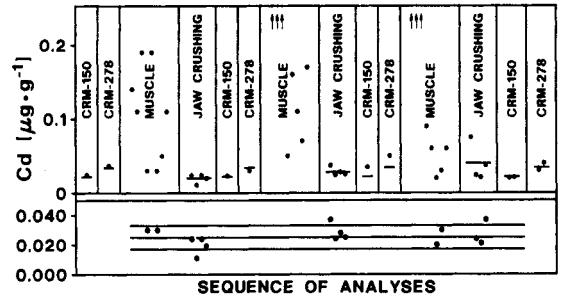 Cd [µg·g⁻¹]
0.2
0.1
0
CRM-150
CRM-278
MUSCLE
JAW CRUSHING
CRM-150
CRM-278
MUSCLE
JAW CRUSHING
CRM-150
CRM-278
MUSCLE
JAW CRUSHING
CRM-150
CRM-278
0.040
0.020
0.000
SEQUENCE OF ANALYSES